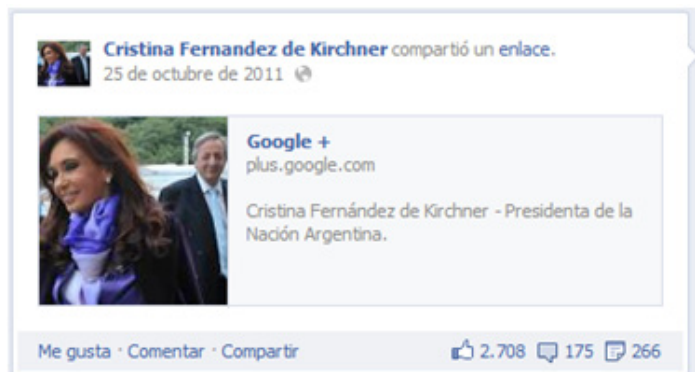 Cristina Fernandez de Kirchner compartió un enlace.
25 de octubre de 2011
Google +
plus.google.com
Cristina Fernández de Kirchner - Presidenta de la
Nación Argentina.
Me gusta · Comentar · Compartir 2.708 175 266